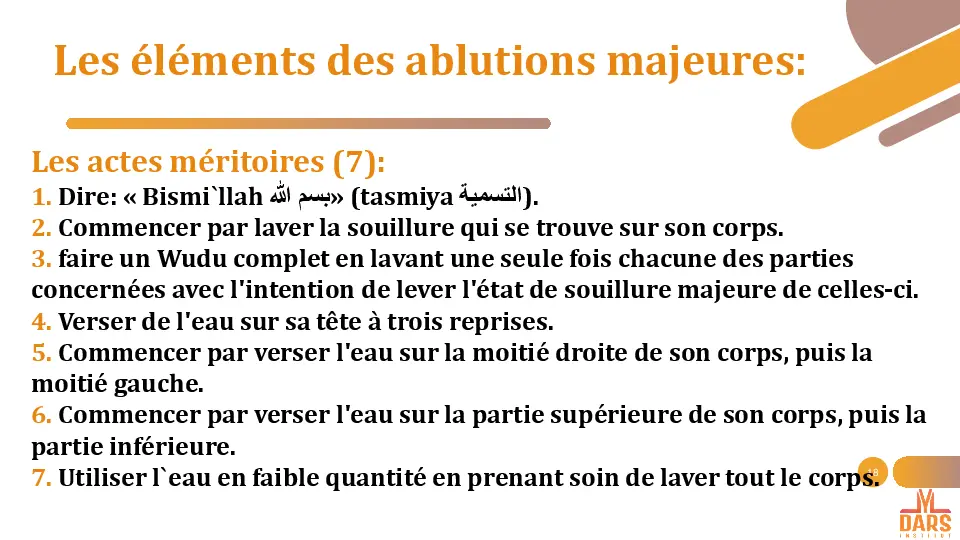 Les éléments des ablutions majeures:
Les actes méritoires (7):
1. Dire: « Bismi`llah بسم الله» (tasmiya التسمية).
2. Commencer par laver la souillure qui se trouve sur son corps.
3. faire un Wudu complet en lavant une seule fois chacune des parties
concernées avec l'intention de lever l'état de souillure majeure de celles-ci.
4. Verser de l'eau sur sa tête à trois reprises.
5. Commencer par verser l'eau sur la moitié droite de son corps, puis la
moitié gauche.
6. Commencer par verser l'eau sur la partie supérieure de son corps, puis la
partie inférieure.
7. Utiliser l`eau en faible quantité en prenant soin de laver tout le corps.
18
DARS
INSTITUT